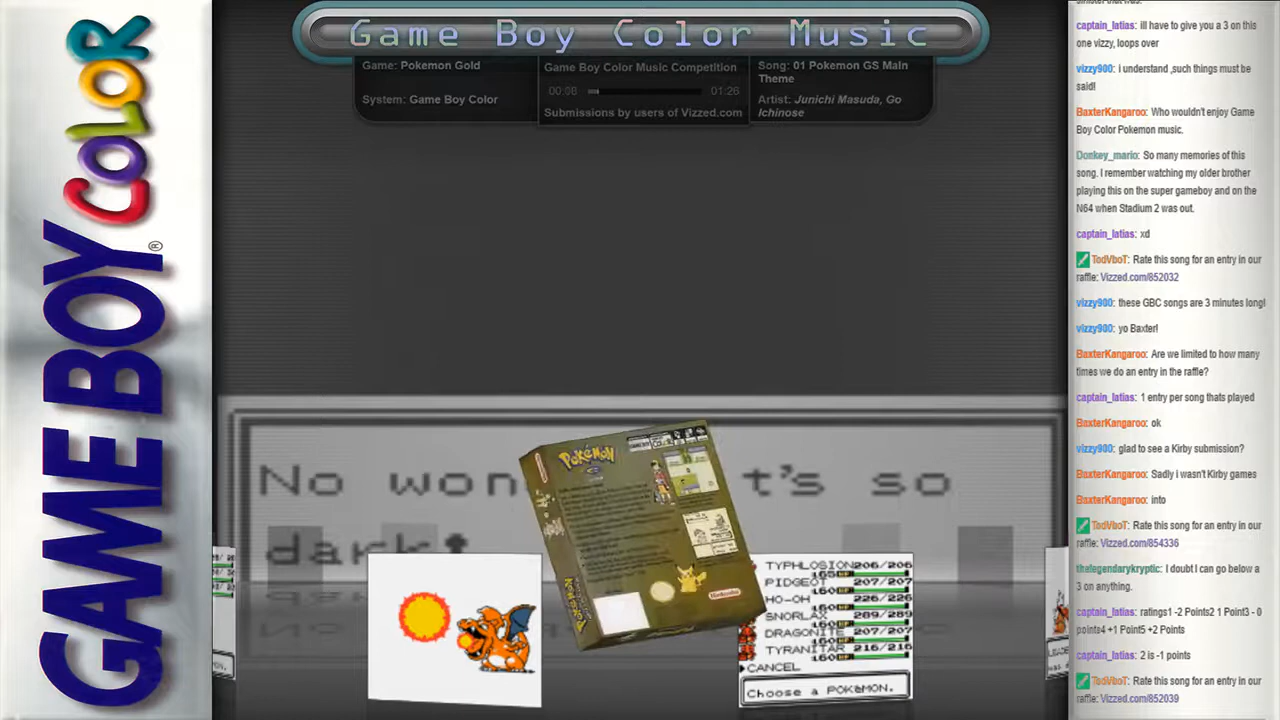 GAME BOY COLOR ®
Game Boy Color Music
Game: Pokemon Gold
System: Game Boy Color
Game Boy Color Music Competition
00:08 01:26
Submissions by users of Vizzed.com
Song: 01 Pokemon GS Main
Theme
Artist: Junichi Masuda, Go
Ichinose
No won t's so
dark!
Pokémon
Nintendo
TYPHLOSION 206/206
PIDGEOT 207/207
160 HP
HO-OH 226/226
160 HP
SNORLAX 289/289
160 HP
DRAGONITE 207/207
160 HP
TYRANITAR 216/216
160 HP
CANCEL
Choose a POKéMON.
captain_latias: ill have to give you a 3 on this
one vizzy, loops over
vizzy900: i understand ,such things must be
said!
BaxterKangaroo: Who wouldn't enjoy Game
Boy Color Pokemon music.
Donkey_mario: So many memories of this
song. I remember watching my older brother
playing this on the super gameboy and on the
N64 when Stadium 2 was out.
captain_latias: xd
TodVboT: Rate this song for an entry in our
raffle: Vizzed.com/852032
vizzy900: these GBC songs are 3 minutes long!
vizzy900: yo Baxter!
BaxterKangaroo: Are we limited to how many
times we do an entry in the raffle?
captain_latias: 1 entry per song thats played
BaxterKangaroo: ok
vizzy900: glad to see a Kirby submission?
BaxterKangaroo: Sadly i wasn't Kirby games
BaxterKangaroo: into
TodVboT: Rate this song for an entry in our
raffle: Vizzed.com/854336
thelegendarykryptic: I doubt I can go below a
3 on anything.
captain_latias: ratings1 -2 Points2 1 Point3 - 0
points4 +1 Point5 +2 Points
captain_latias: 2 is -1 points
TodVboT: Rate this song for an entry in our
raffle: Vizzed.com/852039